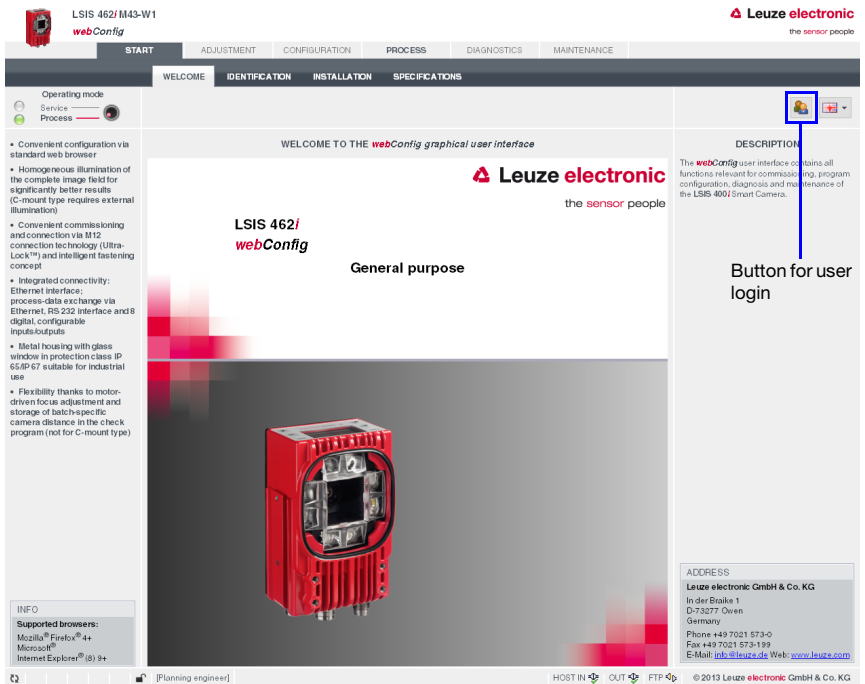 LSIS 462i M43-W1
webConfig
Leuze electronic
the sensor people
START ADJUSTMENT CONFIGURATION PROCESS DIAGNOSTICS MAINTENANCE
WELCOME IDENTIFICATION INSTALLATION SPECIFICATIONS
Operating mode
Service
Process
• Convenient configuration via
standard web browser
• Homogeneous illumination of
the complete image field for
significantly better results
(C-mount type requires external
illumination)
• Convenient commissioning
and connection via M12
connection technology (Ultra-
Lock™) and intelligent fastening
concept
• Integrated connectivity:
Ethernet interface;
process-data exchange via
Ethernet, RS 232 interface and 8
digital, configurable
inputs/outputs
• Metal housing with glass
window in protection class IP
65/IP 67 suitable for industrial
use
• Flexibility thanks to motor-
driven focus adjustment and
storage of batch-specific
camera distance in the check
program (not for C-mount type)
INFO
Supported browsers:
Mozilla® Firefox® 4+
Microsoft®
Internet Explorer® (8) 9+
WELCOME TO THE webConfig graphical user interface
Leuze electronic
the sensor people
LSIS 462i
webConfig
General purpose
DESCRIPTION
The webConfig user interface contains all
functions relevant for commissioning, program
configuration, diagnosis and maintenance of
the LSIS 400i Smart Camera.
Button for user
login
ADDRESS
Leuze electronic GmbH & Co. KG
In der Braike 1
D-73277 Owen
Germany
Phone +49 7021 573-0
Fax +49 7021 573-199
E-Mail: info@leuze.de Web: www.leuze.com
[Planning engineer] HOST IN OUT FTP © 2013 Leuze electronic GmbH & Co. KG